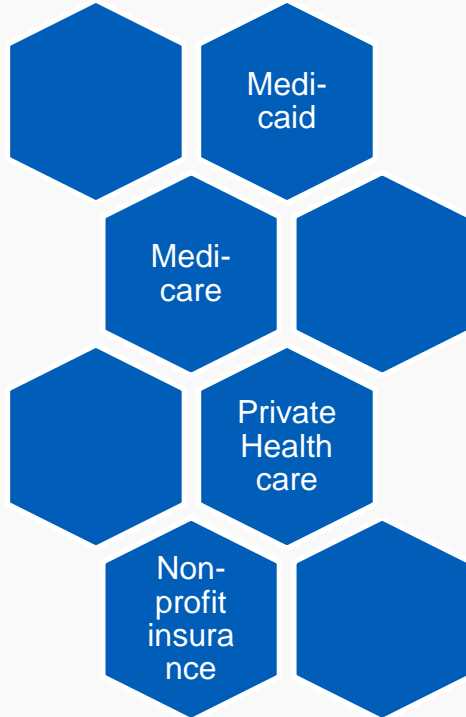 Medi-
caid
Medi-
care
Private
Health
care
Non-
profit
insura
nce